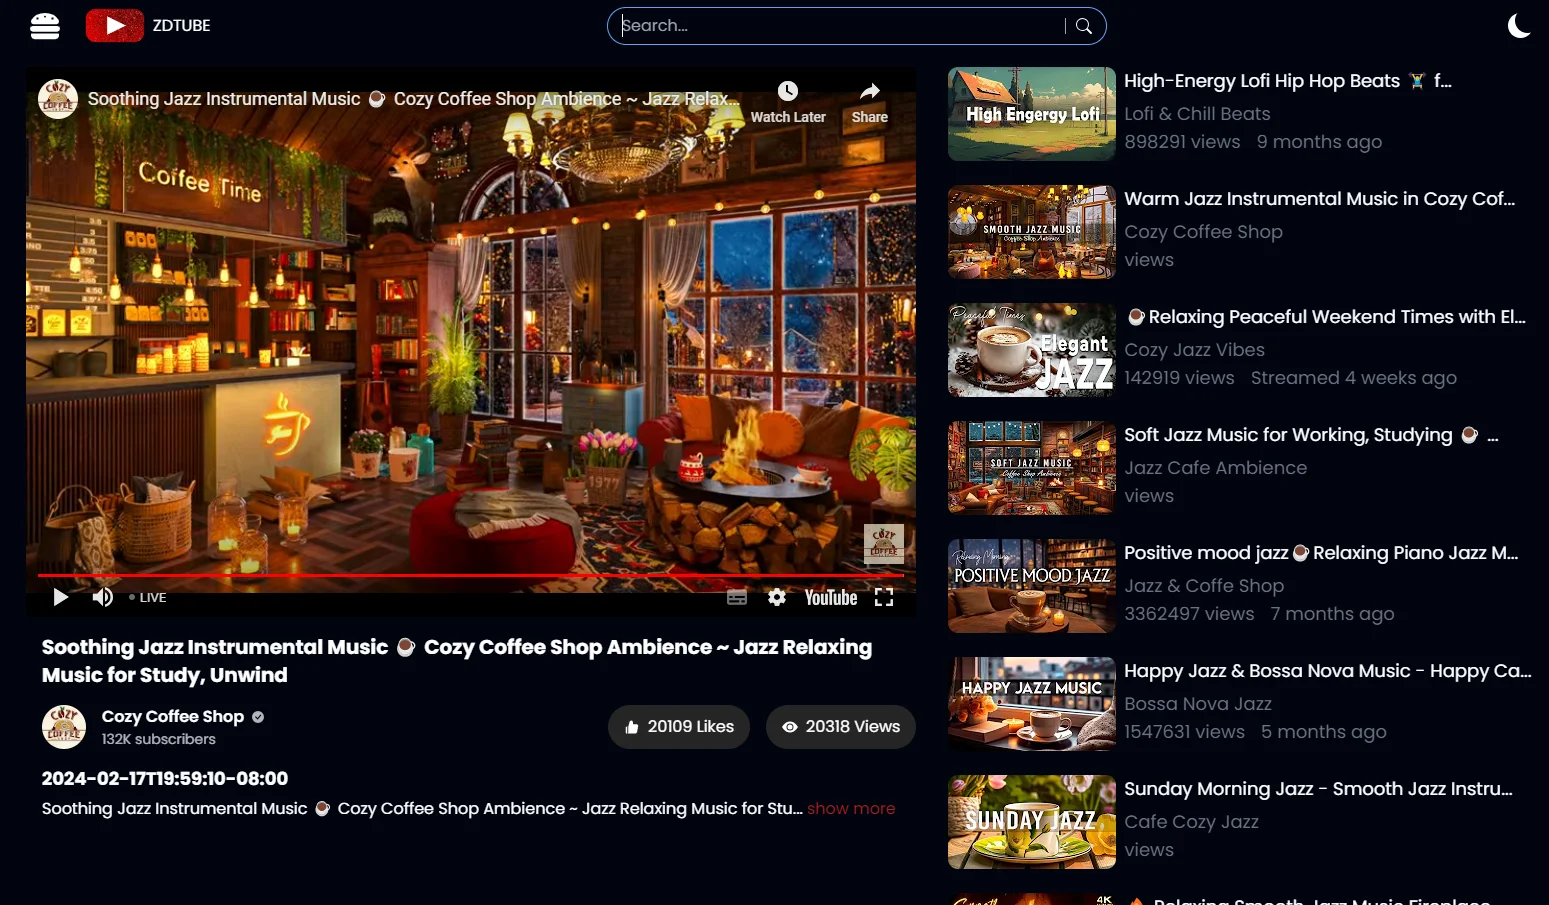 ZDTUBE
Search...
Soothing Jazz Instrumental Music ☕ Cozy Coffee Shop Ambience ~ Jazz Relax...
Watch Later
Share
Coffee Time
1977
COZY
COFFEE
LIVE
YouTube
Soothing Jazz Instrumental Music ☕ Cozy Coffee Shop Ambience ~ Jazz Relaxing
Music for Study, Unwind
Cozy Coffee Shop
132K subscribers
20109 Likes
20318 Views
2024-02-17T19:59:10-08:00
Soothing Jazz Instrumental Music ☕ Cozy Coffee Shop Ambience ~ Jazz Relaxing Music for Stu... show more
High Engergy Lofi
High-Energy Lofi Hip Hop Beats 🏋️ f...
Lofi & Chill Beats
898291 views 9 months ago
SMOOTH JAZZ MUSIC
Coffee Shop Ambience
Warm Jazz Instrumental Music in Cozy Cof...
Cozy Coffee Shop
views
Peaceful Times
Elegant
JAZZ
☕Relaxing Peaceful Weekend Times with El...
Cozy Jazz Vibes
142919 views Streamed 4 weeks ago
SOFT JAZZ MUSIC
Coffee Shop Ambience
Soft Jazz Music for Working, Studying ☕ ...
Jazz Cafe Ambience
views
Relaxing Morning
POSITIVE MOOD JAZZ
Positive mood jazz☕Relaxing Piano Jazz M...
Jazz & Coffe Shop
3362497 views 7 months ago
HAPPY JAZZ MUSIC
Happy Jazz & Bossa Nova Music - Happy Ca...
Bossa Nova Jazz
1547631 views 5 months ago
SUNDAY JAZZ
Sunday Morning Jazz - Smooth Jazz Instru...
Cafe Cozy Jazz
views
Smooth
4K
🔥 Relaxing Smooth Jazz Music Fireplace